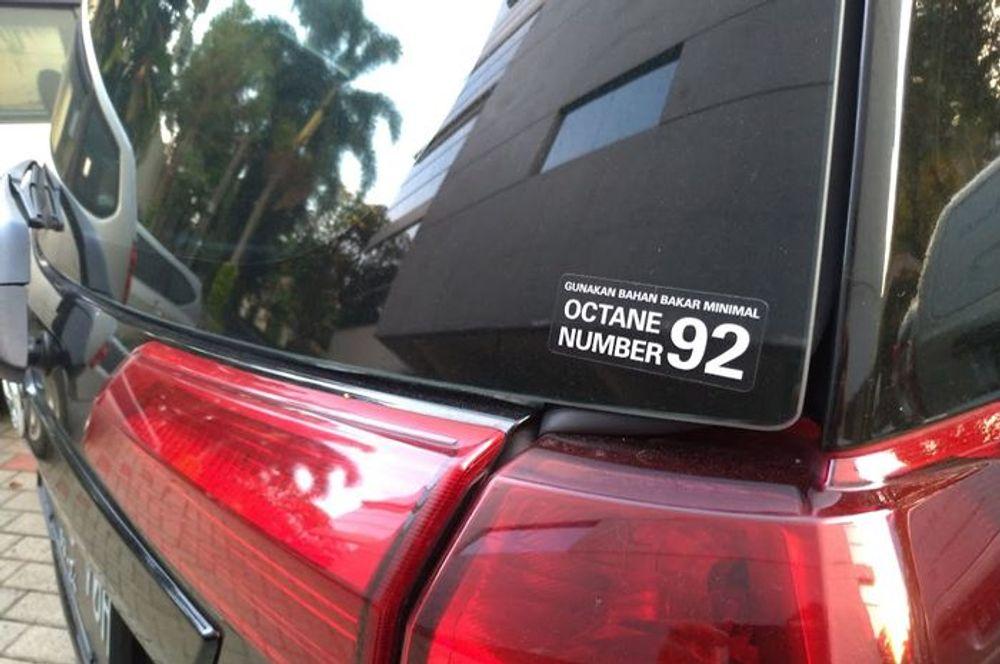 GUNAKAN BAHAN BAKAR MINIMAL
OCTANE
NUMBER 92